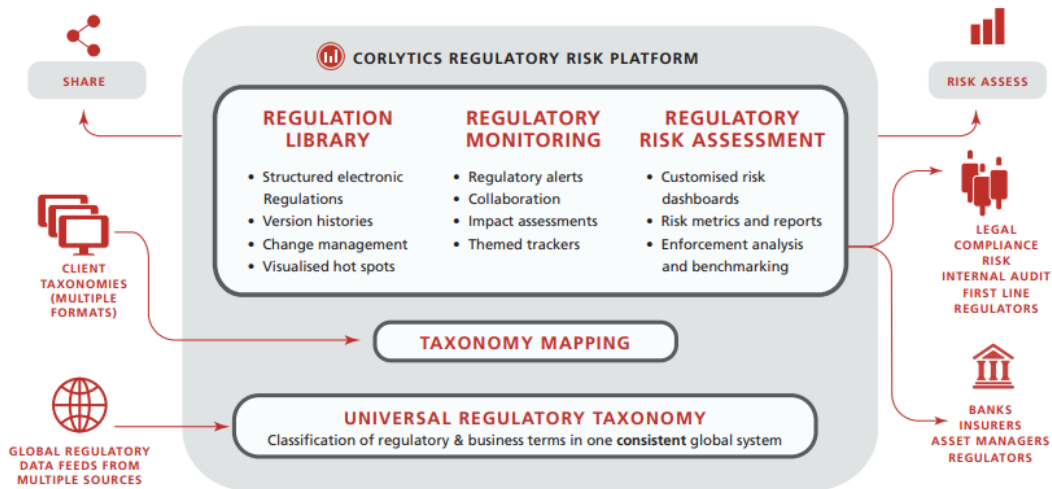 CORLYTICS REGULATORY RISK PLATFORM
SHARE
RISK ASSESS
REGULATION
LIBRARY
• Structured electronic
Regulations
• Version histories
• Change management
• Visualised hot spots
REGULATORY
MONITORING
• Regulatory alerts
• Collaboration
• Impact assessments
• Themed trackers
REGULATORY
RISK ASSESSMENT
• Customised risk
dashboards
• Risk metrics and reports
• Enforcement analysis
and benchmarking
CLIENT
TAXONOMIES
(MULTIPLE
FORMATS)
LEGAL
COMPLIANCE
RISK
INTERNAL AUDIT
FIRST LINE
REGULATORS
TAXONOMY MAPPING
UNIVERSAL REGULATORY TAXONOMY
Classification of regulatory & business terms in one consistent global system
GLOBAL REGULATORY
DATA FEEDS FROM
MULTIPLE SOURCES
BANKS
INSURERS
ASSET MANAGERS
REGULATORS